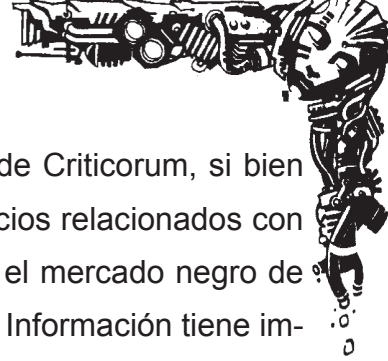 de Criticorum, si bien
cios relacionados con
el mercado negro de
Información tiene im-